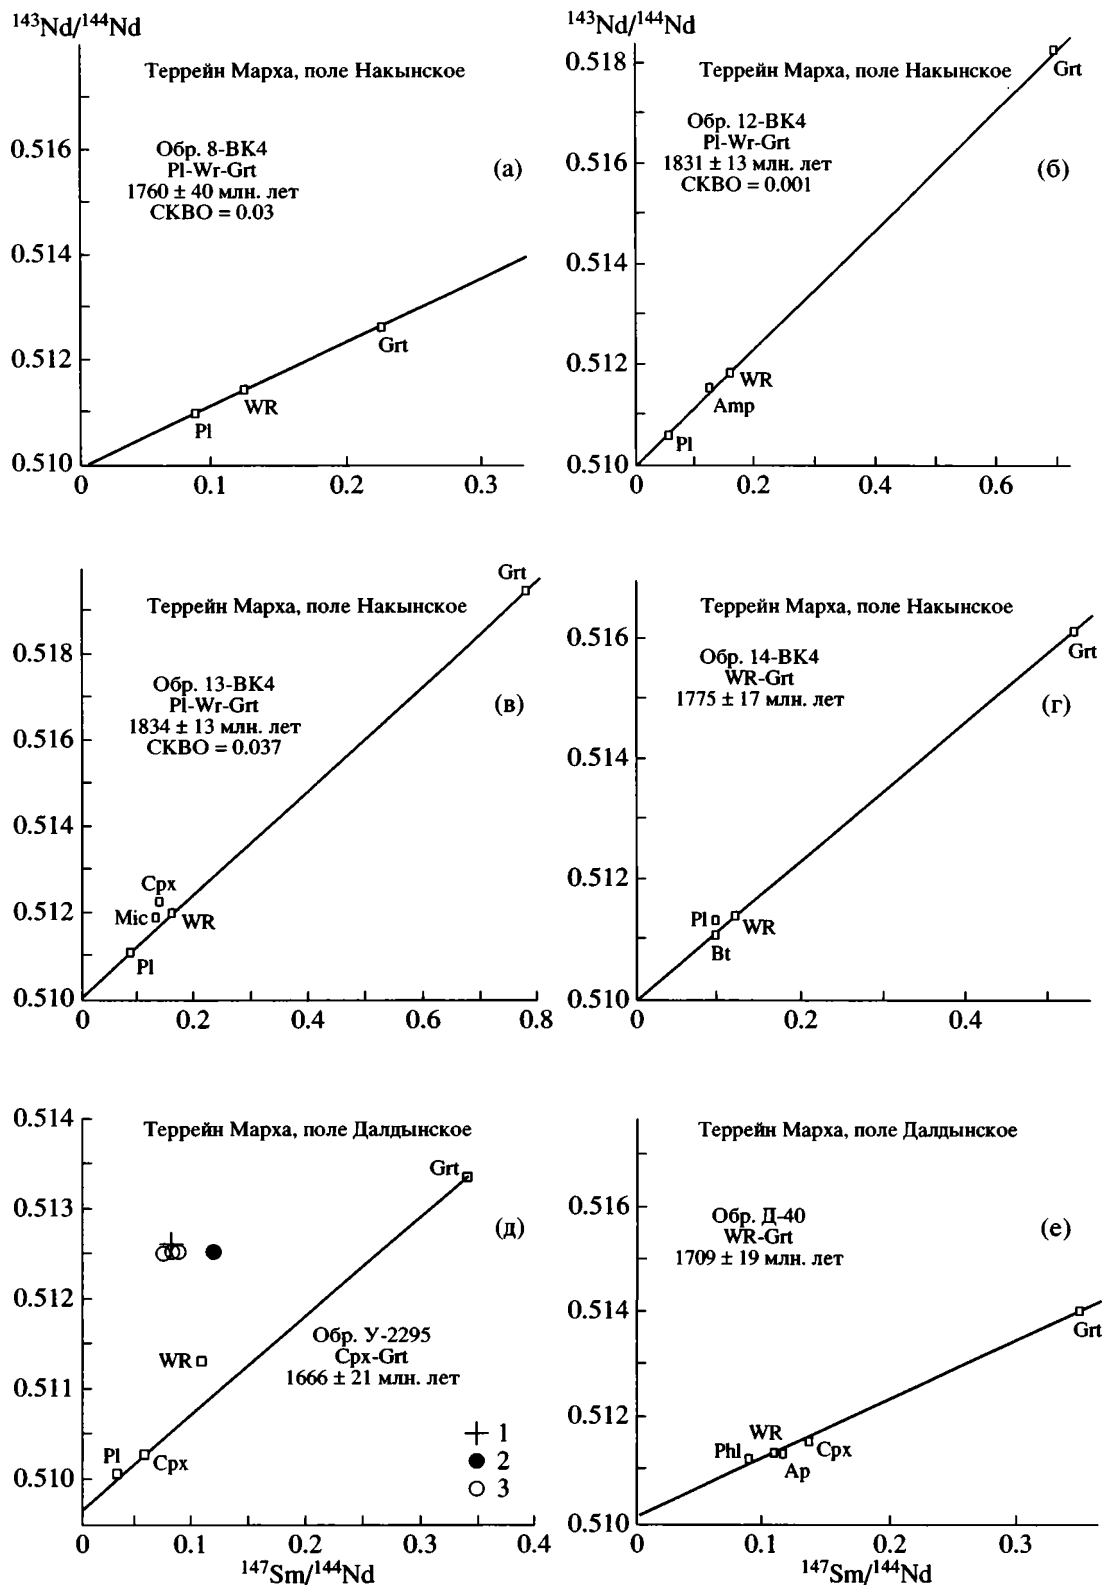 ¹⁴³Nd/¹⁴⁴Nd
Террейн Марха, поле Накынское
Обр. 8-ВК4
Pl-Wr-Grt
1760 ± 40 млн. лет
СКВО = 0.03
(а)
0.516
0.514
0.512
0.510
Grt
WR
Pl
0 0.1 0.2 0.3
¹⁴³Nd/¹⁴⁴Nd
Террейн Марха, поле Накынское
Обр. 12-ВК4
Pl-Wr-Grt
1831 ± 13 млн. лет
СКВО = 0.001
(б)
0.518
0.516
0.514
0.512
0.510
Grt
WR
Amp
Pl
0 0.2 0.4 0.6
Террейн Марха, поле Накынское
Обр. 13-ВК4
Pl-Wr-Grt
1834 ± 13 млн. лет
СКВО = 0.037
(в)
0.518
0.516
0.514
0.512
0.510
Grt
Cpx
Mic
WR
Pl
0 0.2 0.4 0.6 0.8
Террейн Марха, поле Накынское
Обр. 14-ВК4
WR-Grt
1775 ± 17 млн. лет
(г)
0.516
0.514
0.512
0.510
Grt
Pl
WR
Bt
0 0.2 0.4
Террейн Марха, поле Далдынское
0.514
0.513
0.512
0.511
0.510
Grt
(д)
Обр. У-2295
Cpx-Grt
1666 ± 21 млн. лет
WR
Pl
Cpx
1
2
3
0 0.1 0.2 0.3 0.4
¹⁴⁷Sm/¹⁴⁴Nd
Террейн Марха, поле Далдынское
Обр. Д-40
WR-Grt
1709 ± 19 млн. лет
(е)
0.516
0.514
0.512
0.510
Grt
WR
Phl
Cpx
Ap
0 0.1 0.2 0.3
¹⁴⁷Sm/¹⁴⁴Nd